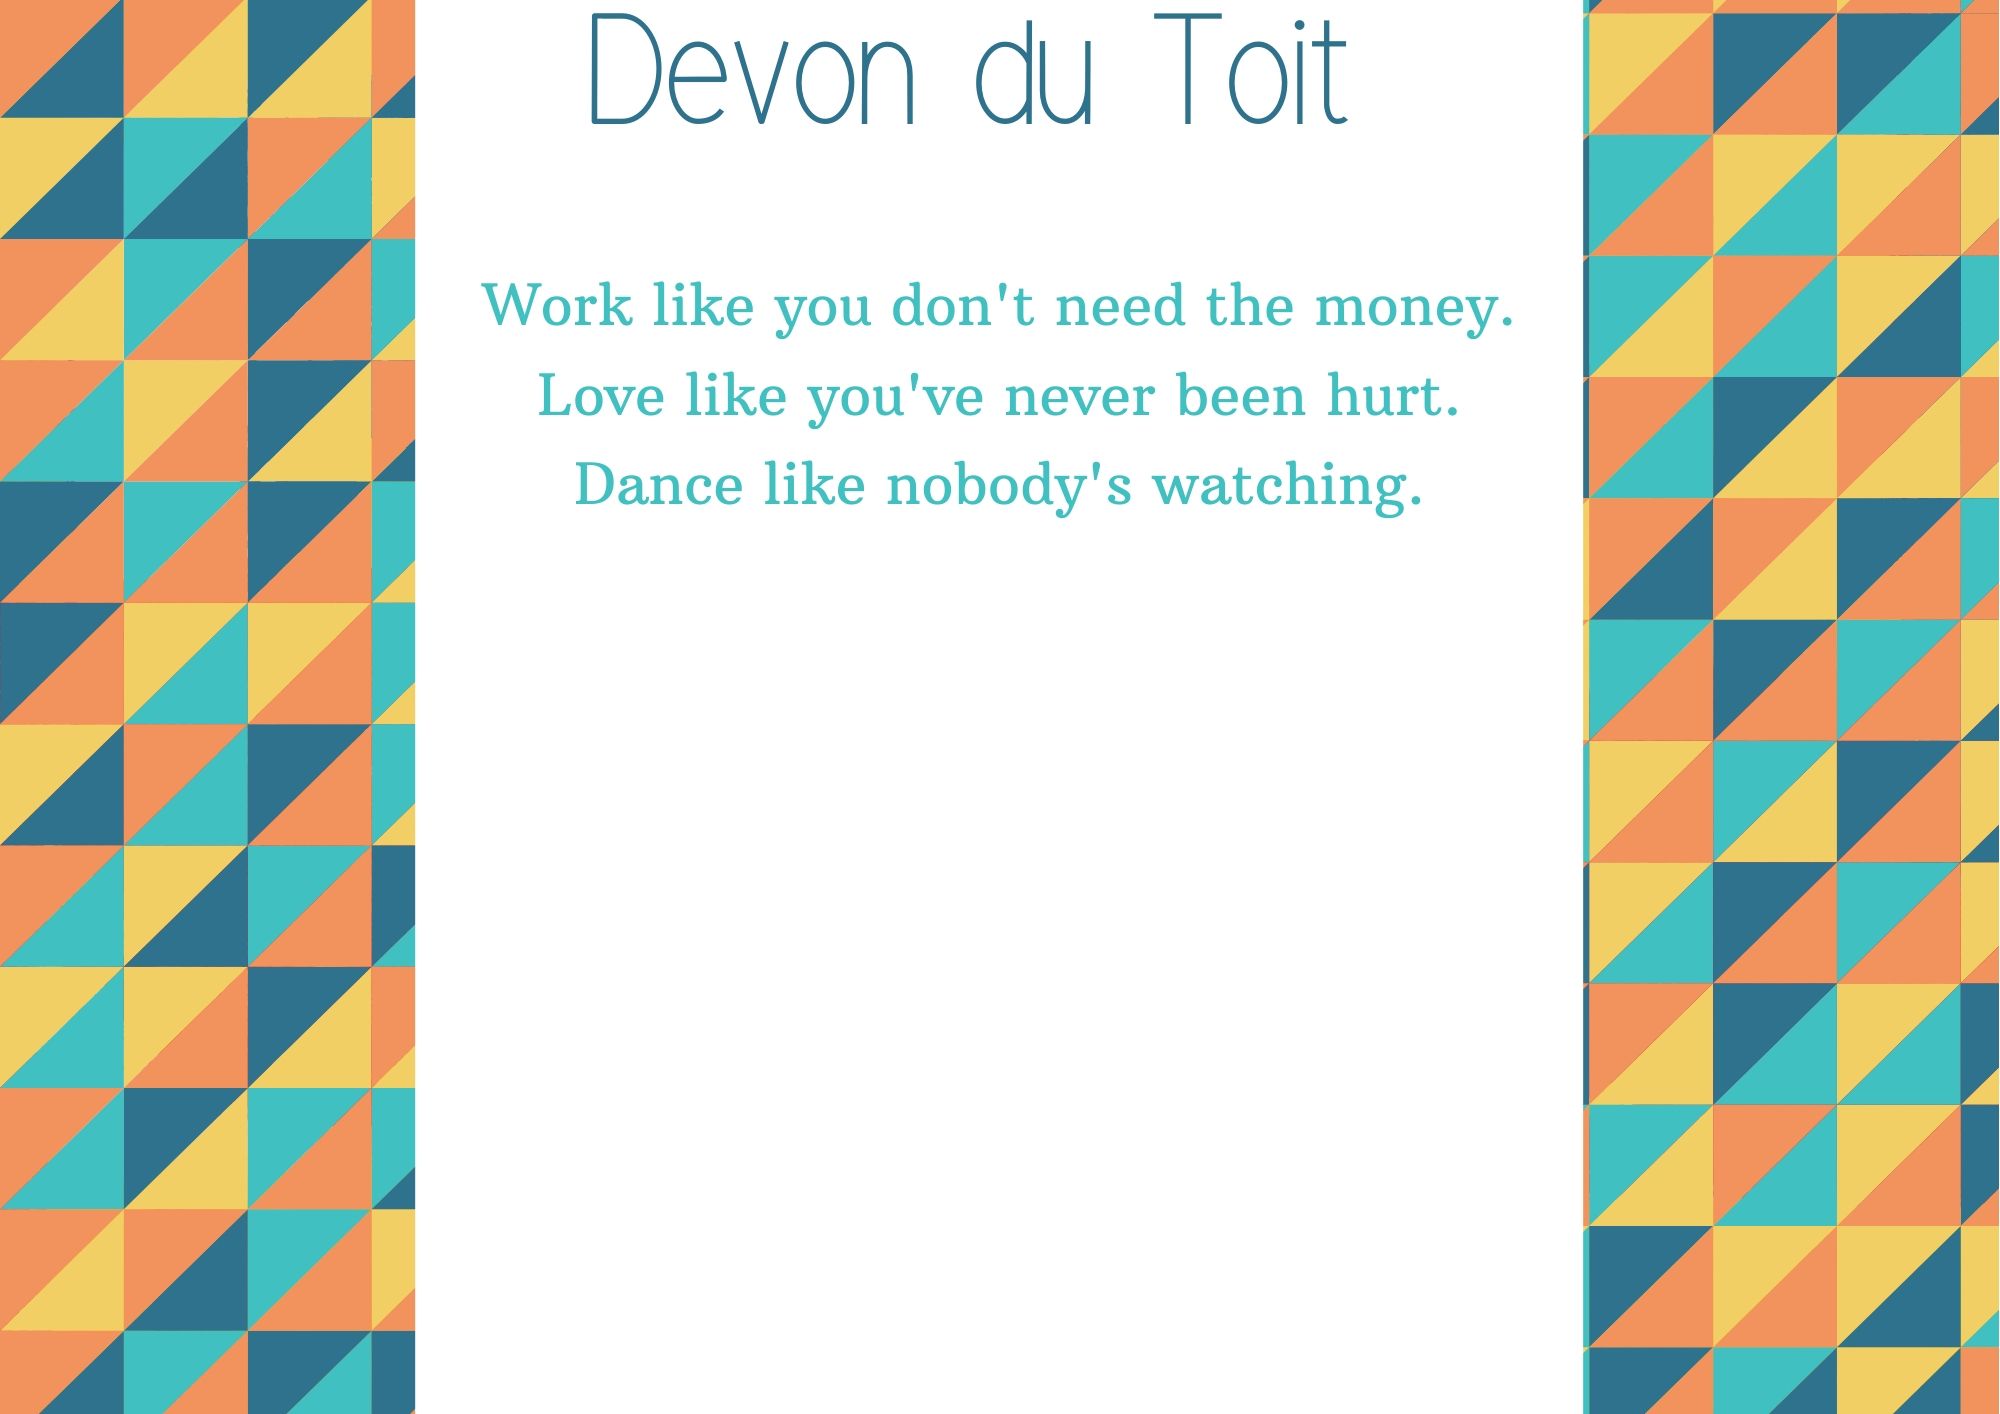 Devon du Toit
Work like you don't need the money.
Love like you've never been hurt.
Dance like nobody's watching.